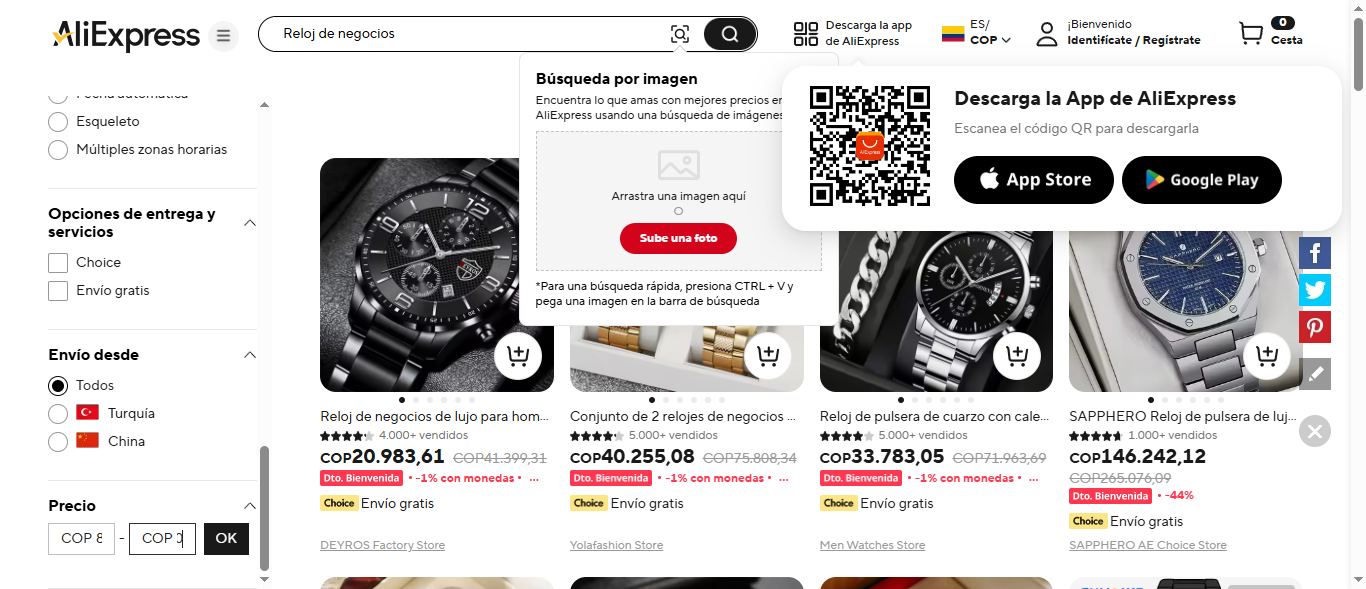 AliExpress
Reloj de negocios
Descarga la app
de AliExpress
ES/
COP
¡Bienvenido
Identifícate / Regístrate
0
Cesta
Búsqueda por imagen
Encuentra lo que amas con mejores precios en
AliExpress usando una búsqueda de imágenes
Arrastra una imagen aquí
O
Sube una foto
*Para una búsqueda rápida, presiona CTRL + V y
pega una imagen en la barra de búsqueda
Descarga la App de AliExpress
Escanea el código QR para descargarla
App Store
Google Play
Fecha automática
Esqueleto
Múltiples zonas horarias
Opciones de entrega y
servicios
Choice
Envío gratis
Envío desde
Todos
Turquía
China
Precio
COP 8 - COP 0 OK
Reloj de negocios de lujo para hom...
4.000+ vendidos
COP20.983,61 COP41.399,31
Dto. Bienvenida • -1% con monedas • ...
Choice Envío gratis
DEYROS Factory Store
Conjunto de 2 relojes de negocios ...
5.000+ vendidos
COP40.255,08 COP75.808,34
Dto. Bienvenida • -1% con monedas • ...
Choice Envío gratis
Yolafashion Store
Reloj de pulsera de cuarzo con cale...
5.000+ vendidos
COP33.783,05 COP71.963,69
Dto. Bienvenida • -1% con monedas • ...
Choice Envío gratis
Men Watches Store
SAPPHERO Reloj de pulsera de luj...
1.000+ vendidos
COP146.242,12
COP265.076,09
Dto. Bienvenida • -44%
Choice Envío gratis
SAPPHERO AE Choice Store